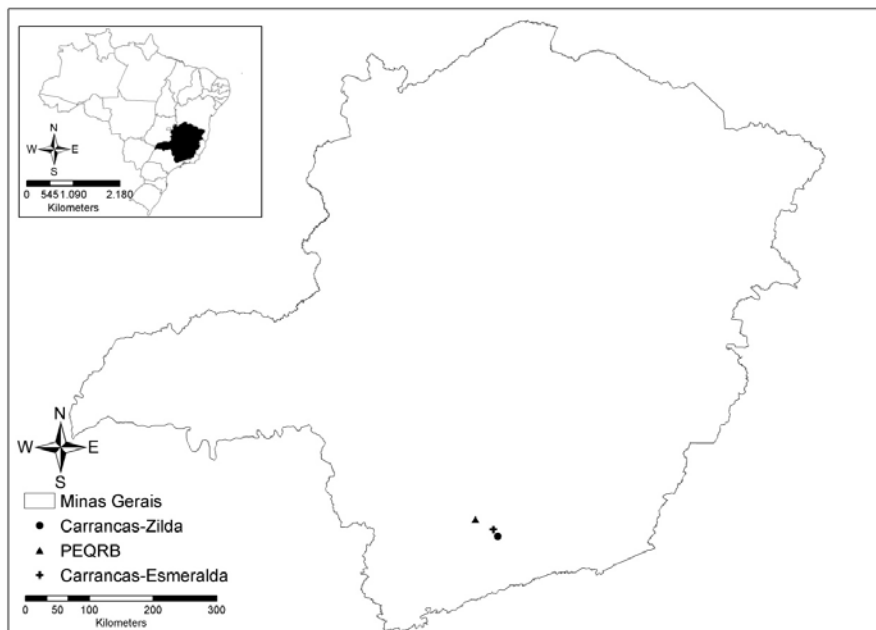 N
W E
S
0 545 1.090 2.180
Kilometers
N
W E
S
Minas Gerais
Carrancas-Zilda
PEQRB
Carrancas-Esmeralda
0 50 100 200 300
Kilometers